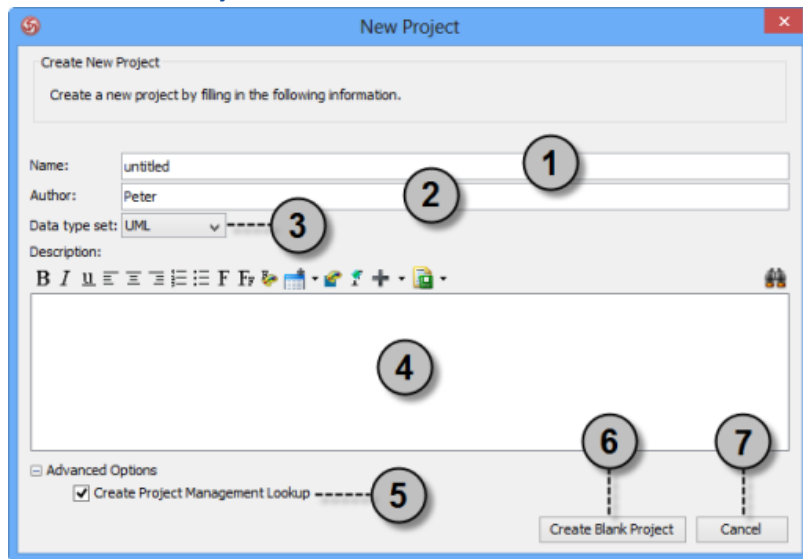 New Project
Create New Project
Create a new project by filling in the following information.
Name: untitled
1
Author: Peter
2
Data type set: UML
3
Description:
B I u F F
4
Advanced Options
Create Project Management Lookup
5
6
7
Create Blank Project Cancel